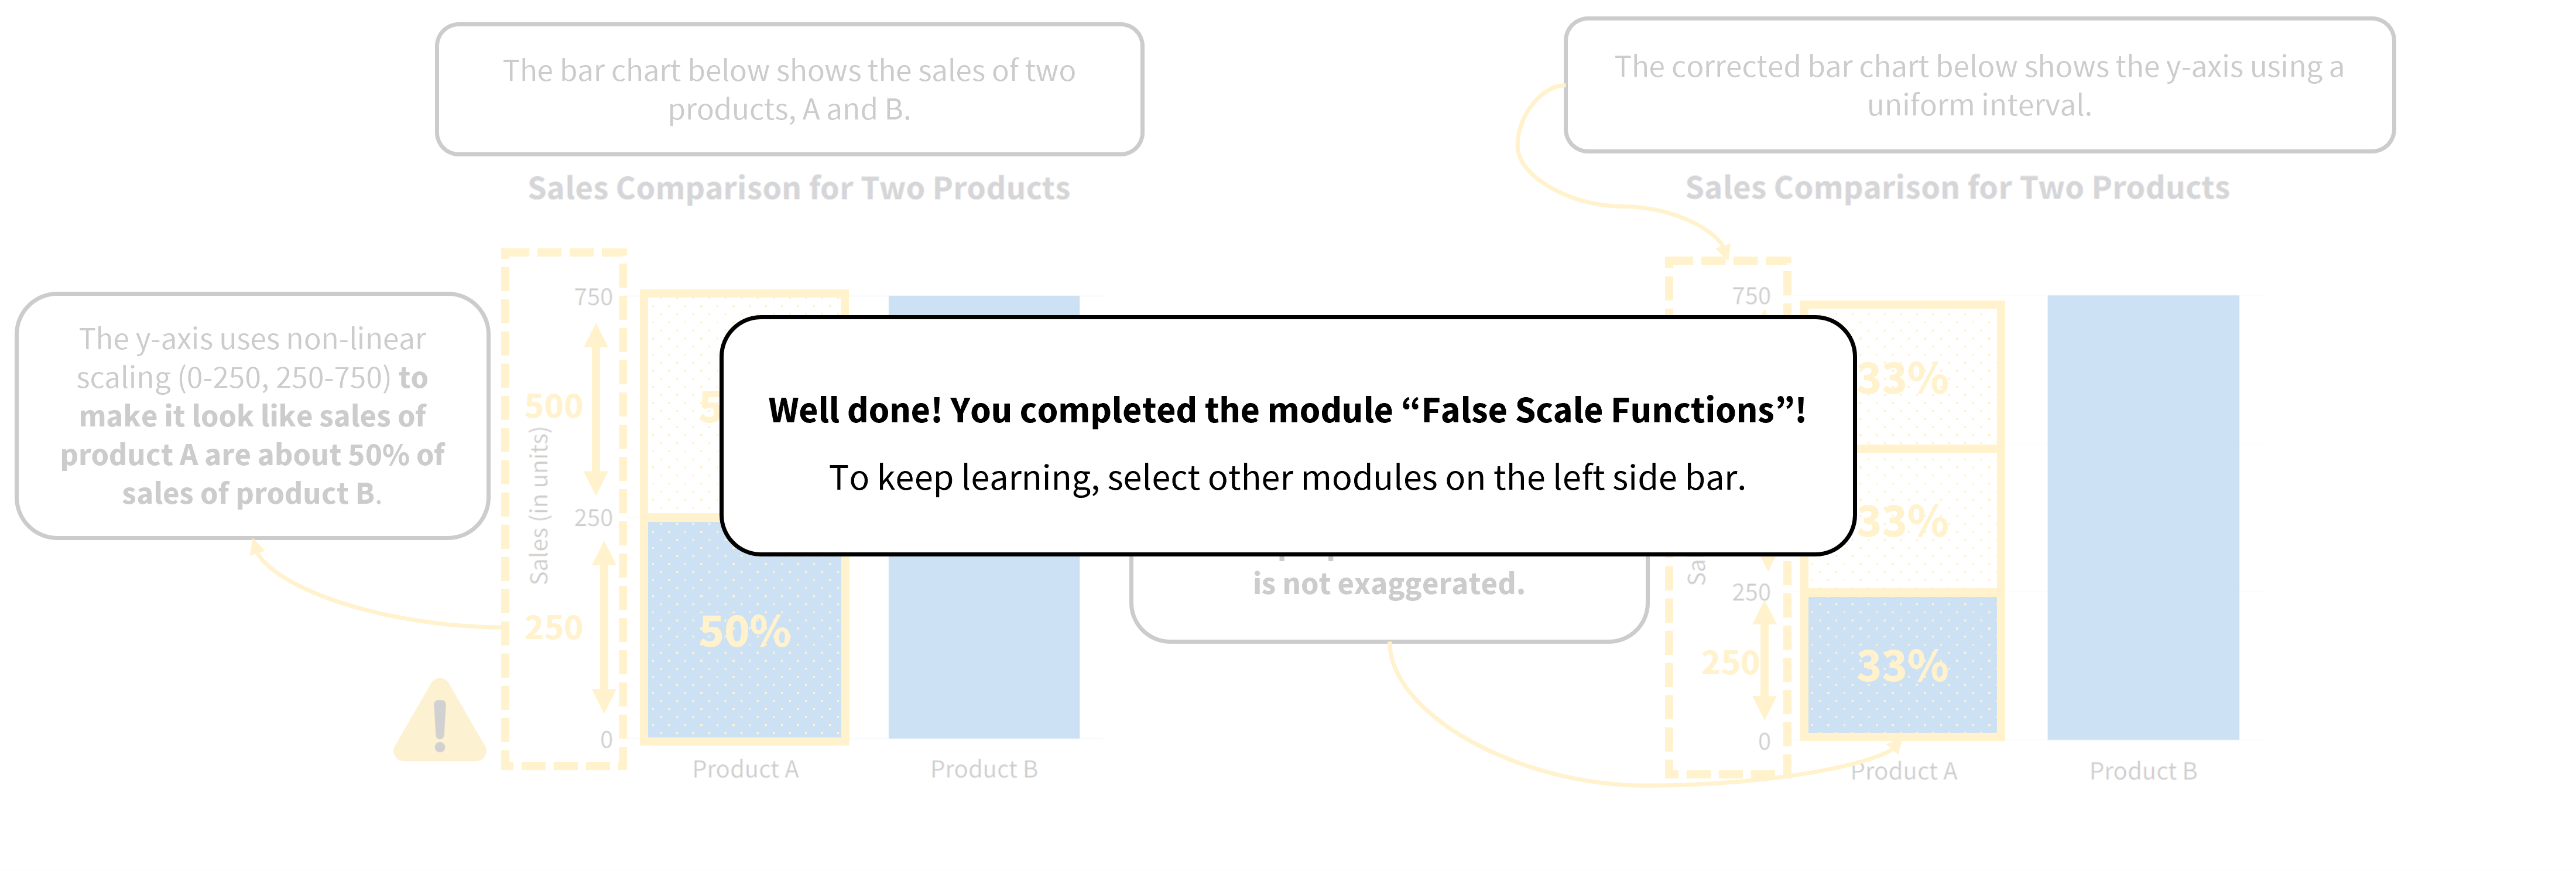 The bar chart below shows the sales of two
products, A and B.
Sales Comparison for Two Products
The y-axis uses non-linear
scaling (0-250, 250-750) to
make it look like sales of
product A are about 50% of
sales of product B.
750
500
250
250
0
Sales (in units)
50%
Product A
Product B
Well done! You completed the module “False Scale Functions”!
To keep learning, select other modules on the left side bar.
is not exaggerated.
The corrected bar chart below shows the y-axis using a
uniform interval.
Sales Comparison for Two Products
750
250
250
0
33%
33%
33%
Product A
Product B